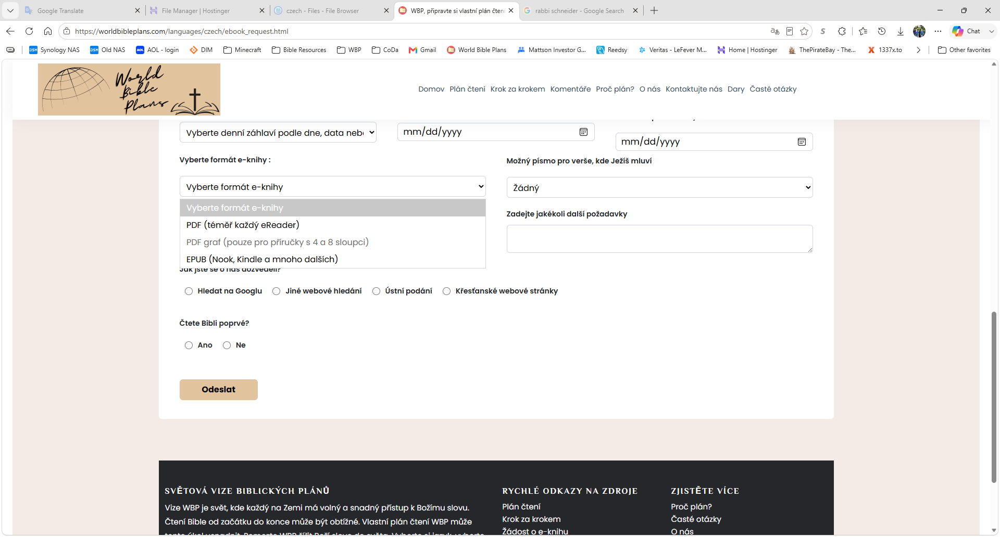 Google Translate
File Manager | Hostinger
czech - Files - File Browser
WBP, připravte si vlastní plán čten
rabbi schneider - Google Search
https://worldbibleplans.com/languages/czech/ebook_request.html
Chat
Synology NAS
Old NAS
AOL - login
DIM
Minecraft
Bible Resources
WBP
CoDa
Gmail
World Bible Plans
Mattson Investor G...
Reedsy
Veritas - LeFever M...
Home | Hostinger
ThePirateBay - The...
1337x.to
Other favorites
World
Bible
Plans
Domov Plán čtení Krok za krokem Komentáře Proč plán? O nás Kontaktujte nás Dary Časté otázky
Vyberte denní záhlaví podle dne, data neb
mm/dd/yyyy
mm/dd/yyyy
Vyberte formát e-knihy :
Možný písmo pro verše, kde Ježíš mluví
Vyberte formát e-knihy
Žádný
Vyberte formát e-knihy
PDF (téměř každý eReader)
PDF graf (pouze pro příručky s 4 a 8 sloupci)
EPUB (Nook, Kindle a mnoho dalších)
Zadejte jakékoli další požadavky
Jak jste se o nás dozvěděli?
Hledat na Googlu Jiné webové hledání Ústní podání Křesťanské webové stránky
Čtete Bibli poprvé?
Ano Ne
Odeslat
SVĚTOVÁ VIZE BIBLICKÝCH PLÁNŮ
Vize WBP je svět, kde každý na Zemi má volný a snadný přístup k Božímu slovu.
Čtení Bible od začátku do konce může být obtížné. Vlastní plán čtení WBP může
RYCHLÉ ODKAZY NA ZDROJE
Plán čtení
Krok za krokem
Žádost o e-knihu
ZJISTĚTE VÍCE
Proč plán?
Časté otázky
O nás